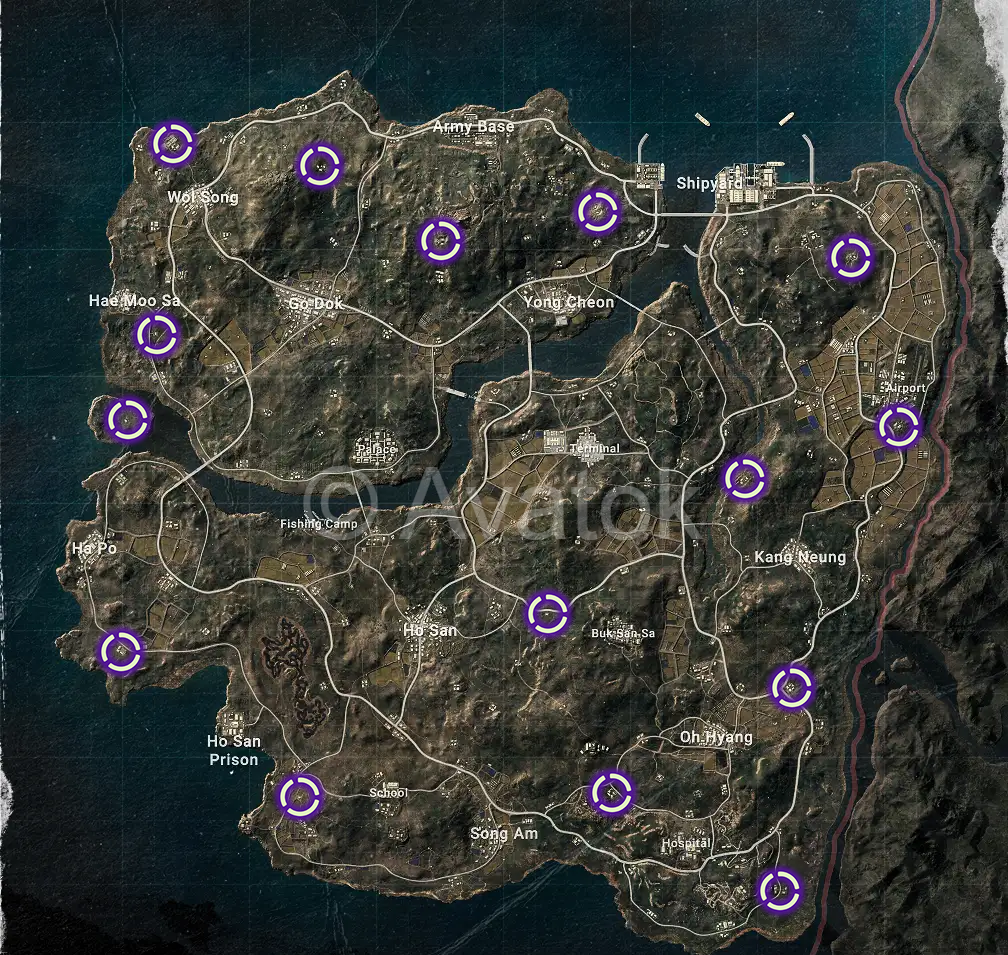 Army Base
Shipyard
Wol Song
Hae Moo Sa
Go Dok
Yong Cheon
Airport
Palace
Terminal
© Avatok
Fishing Camp
Ha Po
Kang Neung
Ho San
Buk San Sa
Ho San
Prison
Oh Hyang
School
Song Am
Hospital